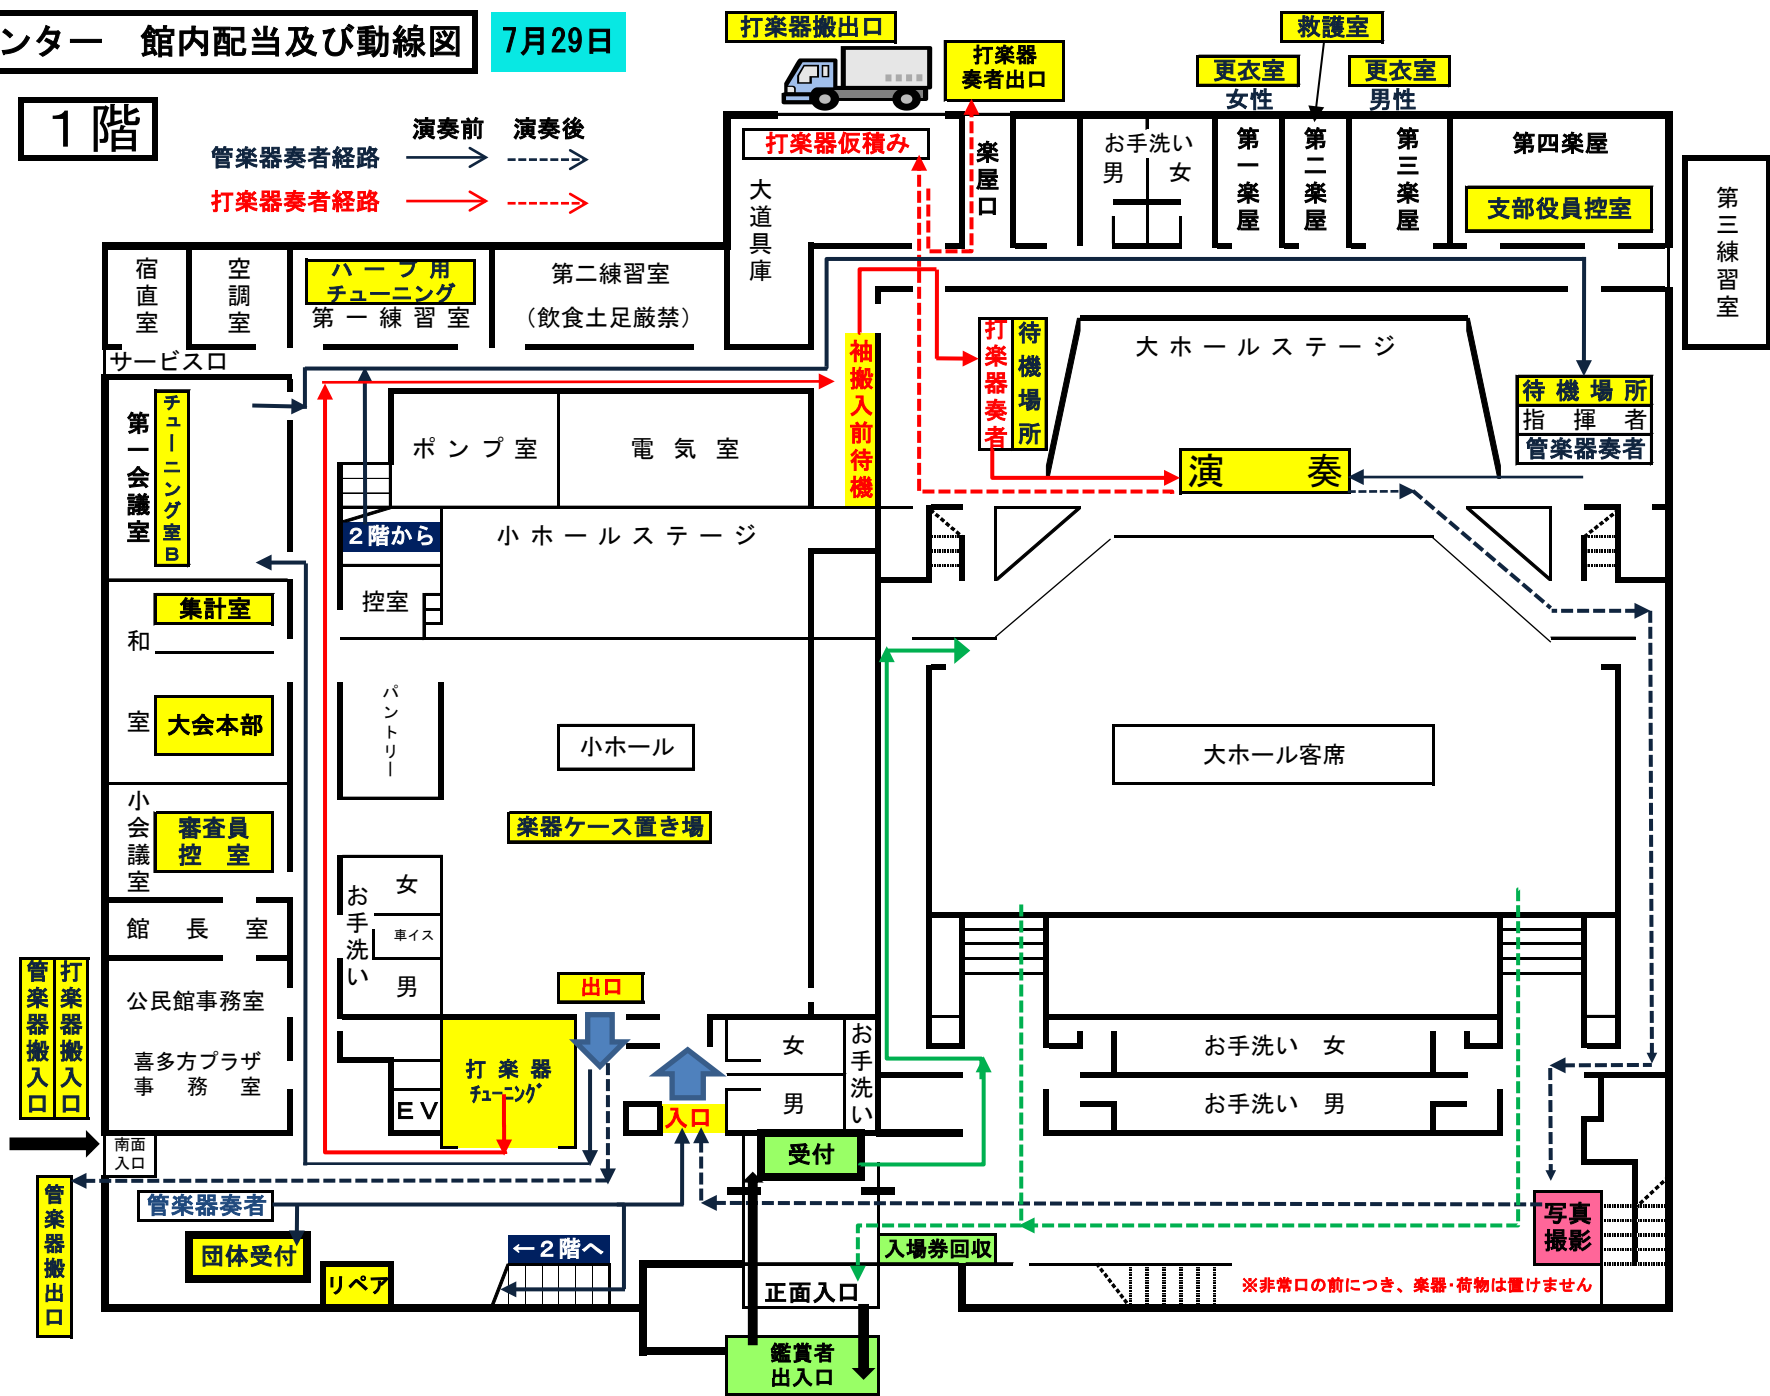 ンター　館内配当及び動線図
7月29日
打楽器搬出口
打楽器
奏者出口
救護室
更衣室
女性
更衣室
男性
１階
演奏前
演奏後
管楽器奏者経路
打楽器奏者経路
打楽器仮積み
大道具庫
楽屋口
お手洗い
男　女
第一楽屋
第二楽屋
第三楽屋
第四楽屋
支部役員控室
第三練習室
宿直室
空調室
ハープ用
チューニング
第一練習室
第二練習室
（飲食土足厳禁）
サービス口
第一会議室
チューニング室B
ポンプ室
電気室
袖搬入前待機
打楽器奏者
待機場所
大ホールステージ
待機場所
指揮者
管楽器奏者
演　奏
２階から
小ホールステージ
控室
集計室
和室
大会本部
パントリー
小ホール
大ホール客席
小会議室
審査員
控　室
楽器ケース置き場
お手洗い
女
車イス
男
館長室
管楽器搬入口
打楽器搬入口
公民館事務室
喜多方プラザ
事務室
出口
打楽器
チューニング
ＥＶ
入口
女
男
お手洗い
お手洗い　女
お手洗い　男
南面
入口
受付
管楽器搬出口
管楽器奏者
団体受付
リペア
←２階へ
入場券回収
正面入口
写真
撮影
※非常口の前につき、楽器・荷物は置けません
鑑賞者
出入口